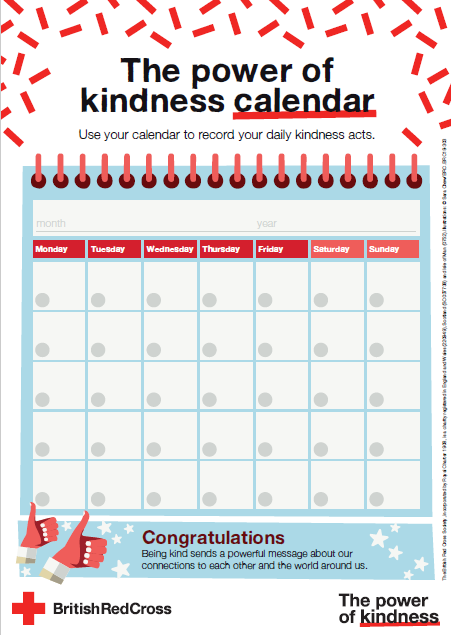 The power of
kindness calendar
Use your calendar to record your daily kindness acts.
month year
Monday Tuesday Wednesday Thursday Friday Saturday Sunday
Congratulations
Being kind sends a powerful message about our
connections to each other and the world around us.
BritishRedCross
The power
of kindness